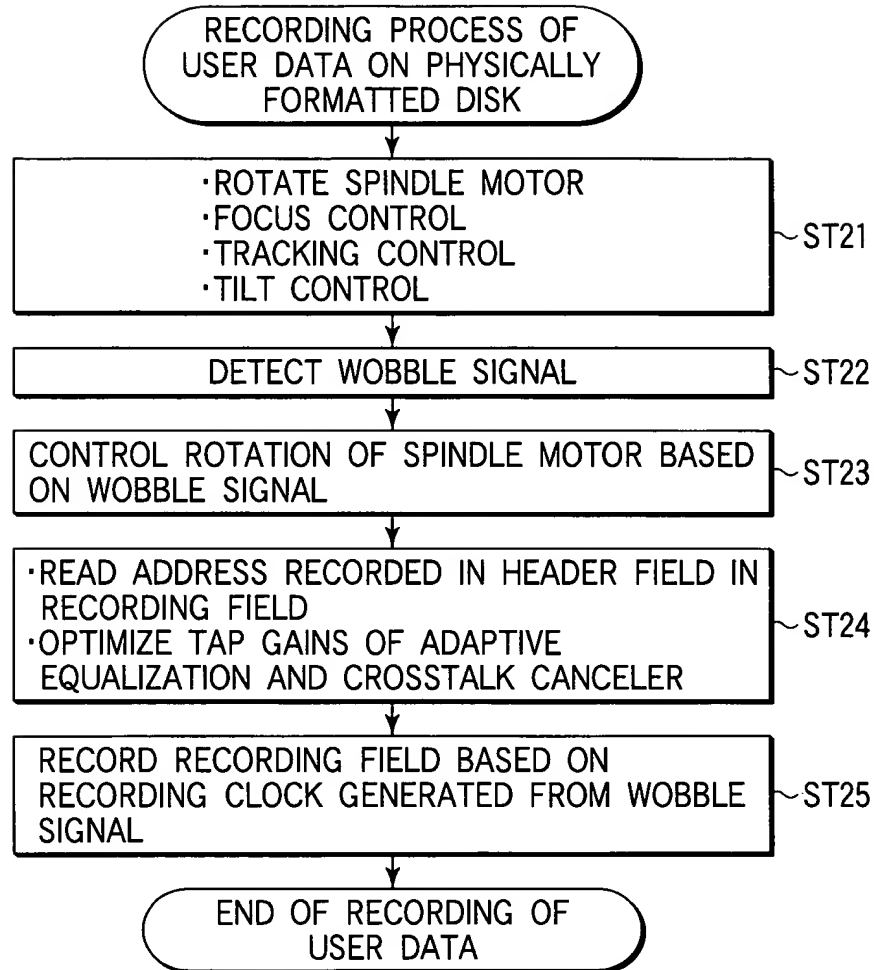 RECORDING PROCESS OF
USER DATA ON PHYSICALLY
FORMATTED DISK
·ROTATE SPINDLE MOTOR
·FOCUS CONTROL
·TRACKING CONTROL
·TILT CONTROL
ST21
DETECT WOBBLE SIGNAL
ST22
CONTROL ROTATION OF SPINDLE MOTOR BASED
ON WOBBLE SIGNAL
ST23
·READ ADDRESS RECORDED IN HEADER FIELD IN
RECORDING FIELD
·OPTIMIZE TAP GAINS OF ADAPTIVE
EQUALIZATION AND CROSSTALK CANCELER
ST24
RECORD RECORDING FIELD BASED ON
RECORDING CLOCK GENERATED FROM WOBBLE
SIGNAL
ST25
END OF RECORDING OF
USER DATA